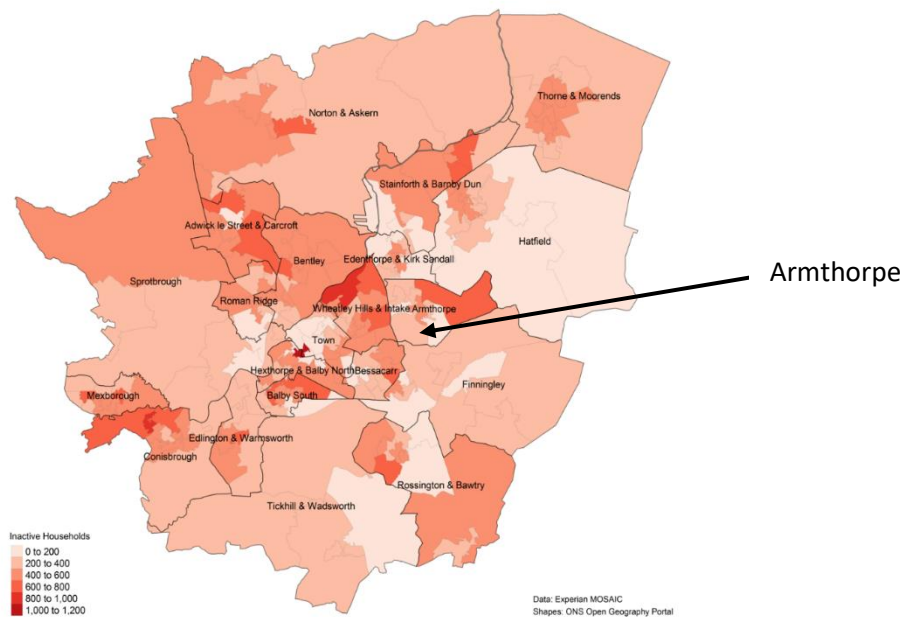 Thorne & Moorends
Norton & Askern
Stainforth & Barnby Dun
Adwick le Street & Carcroft
Hatfield
Bentley
Edenthorpe & Kirk Sandall
Armthorpe
Sprotbrough
Roman Ridge
Wheatley Hills & Intake
Armthorpe
Town
Hexthorpe & Balby North
Bessacarr
Finningley
Mexborough
Balby South
Edlington & Warmsworth
Conisbrough
Rossington & Bawtry
Tickhill & Wadsworth
Inactive Households
0 to 200
200 to 400
400 to 600
600 to 800
800 to 1,000
1,000 to 1,200
Data: Experian MOSAIC
Shapes: ONS Open Geography Portal